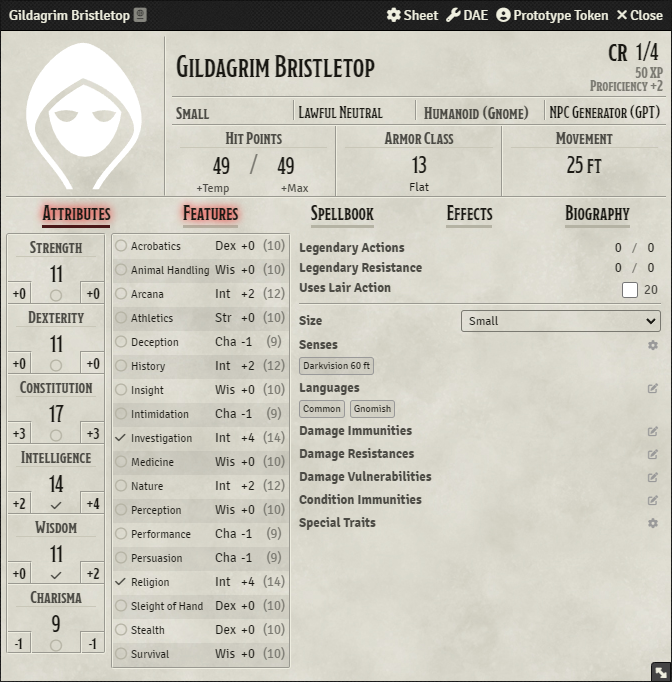 Gildagrim Bristletop Sheet DAE Prototype Token Close
Gildagrim Bristletop
CR 1/4
50 XP
Proficiency +2
Small Lawful Neutral Humanoid (Gnome) NPC Generator (GPT)
Hit Points Armor Class Movement
49 / 49 13 25 ft
+Temp +Max Flat
Attributes Features Spellbook Effects Biography
Strength
11
+0 +0
Dexterity
11
+0 +0
Constitution
17
+3 +3
Intelligence
14
+2 +4
Wisdom
11
+0 +2
Charisma
9
-1 -1
Acrobatics Dex +0 (10)
Animal Handling Wis +0 (10)
Arcana Int +2 (12)
Athletics Str +0 (10)
Deception Cha -1 (9)
History Int +2 (12)
Insight Wis +0 (10)
Intimidation Cha -1 (9)
Investigation Int +4 (14)
Medicine Wis +0 (10)
Nature Int +2 (12)
Perception Wis +0 (10)
Performance Cha -1 (9)
Persuasion Cha -1 (9)
Religion Int +4 (14)
Sleight of Hand Dex +0 (10)
Stealth Dex +0 (10)
Survival Wis +0 (10)
Legendary Actions 0 / 0
Legendary Resistance 0 / 0
Uses Lair Action 20
Size Small
Senses
Darkvision 60 ft
Languages
Common Gnomish
Damage Immunities
Damage Resistances
Damage Vulnerabilities
Condition Immunities
Special Traits